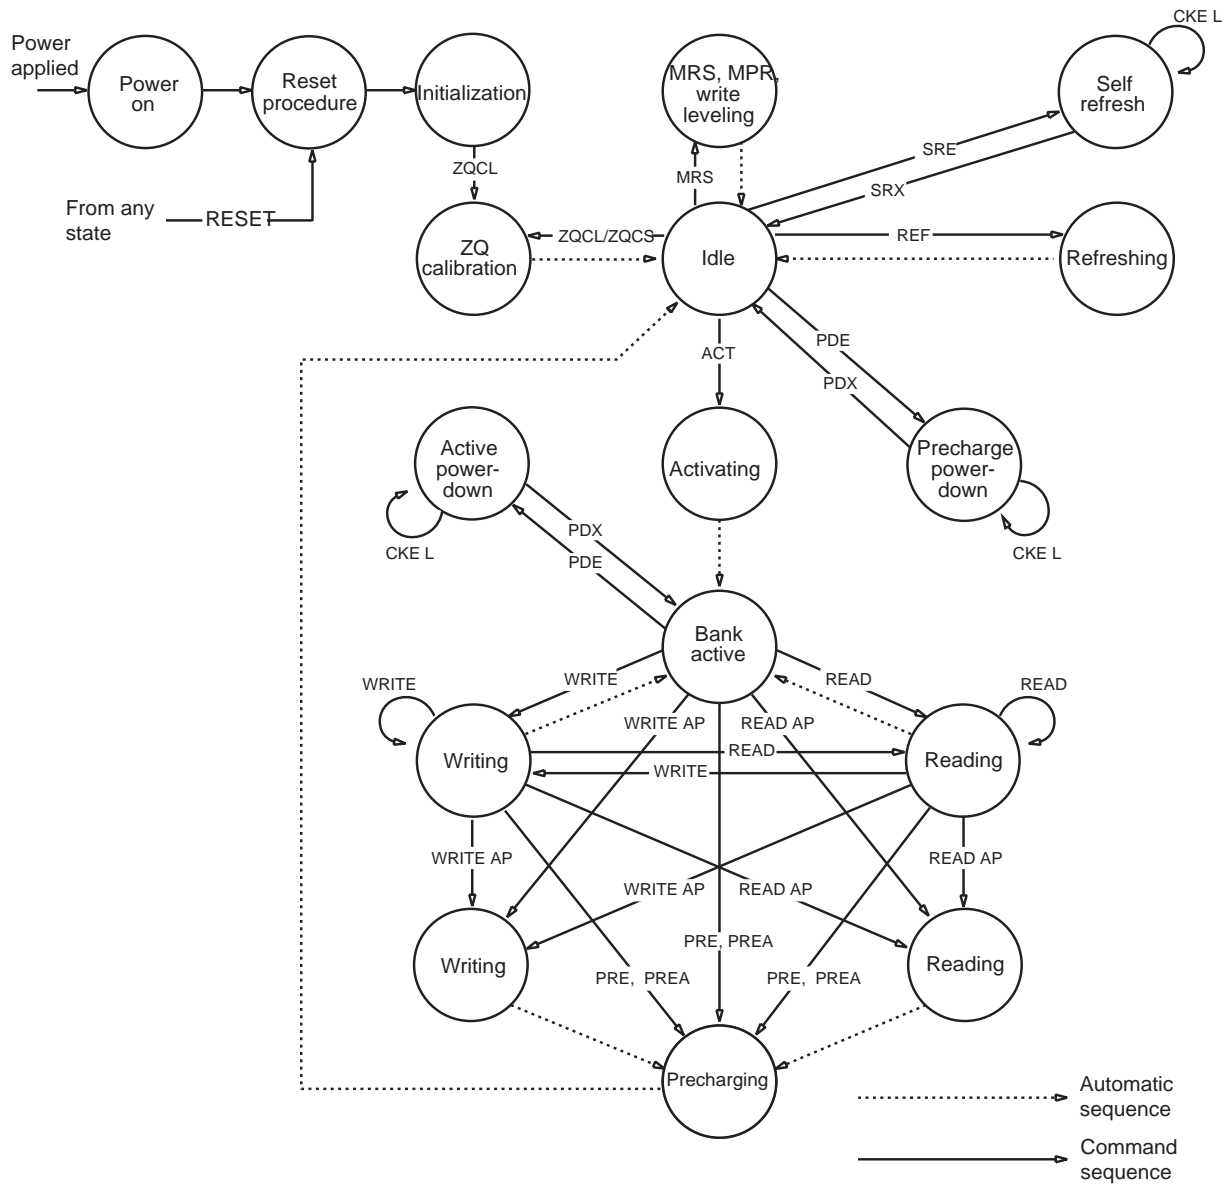 CKE L
Power
applied
Power
on
Reset
procedure
Initialization
MRS, MPR,
write
leveling
Self
refresh
ZQCL
MRS
SRE
SRX
From any
state
RESET
ZQ
calibration
ZQCL/ZQCS
Idle
REF
Refreshing
ACT
PDE
PDX
Active
power-
down
Activating
Precharge
power-
down
CKE L
PDX
PDE
CKE L
Bank
active
WRITE
WRITE
READ
READ
WRITE AP
READ AP
Writing
READ
WRITE
Reading
WRITE AP
READ AP
WRITE AP
READ AP
Writing
PRE, PREA
Reading
PRE, PREA
PRE, PREA
Precharging
Automatic
sequence
Command
sequence